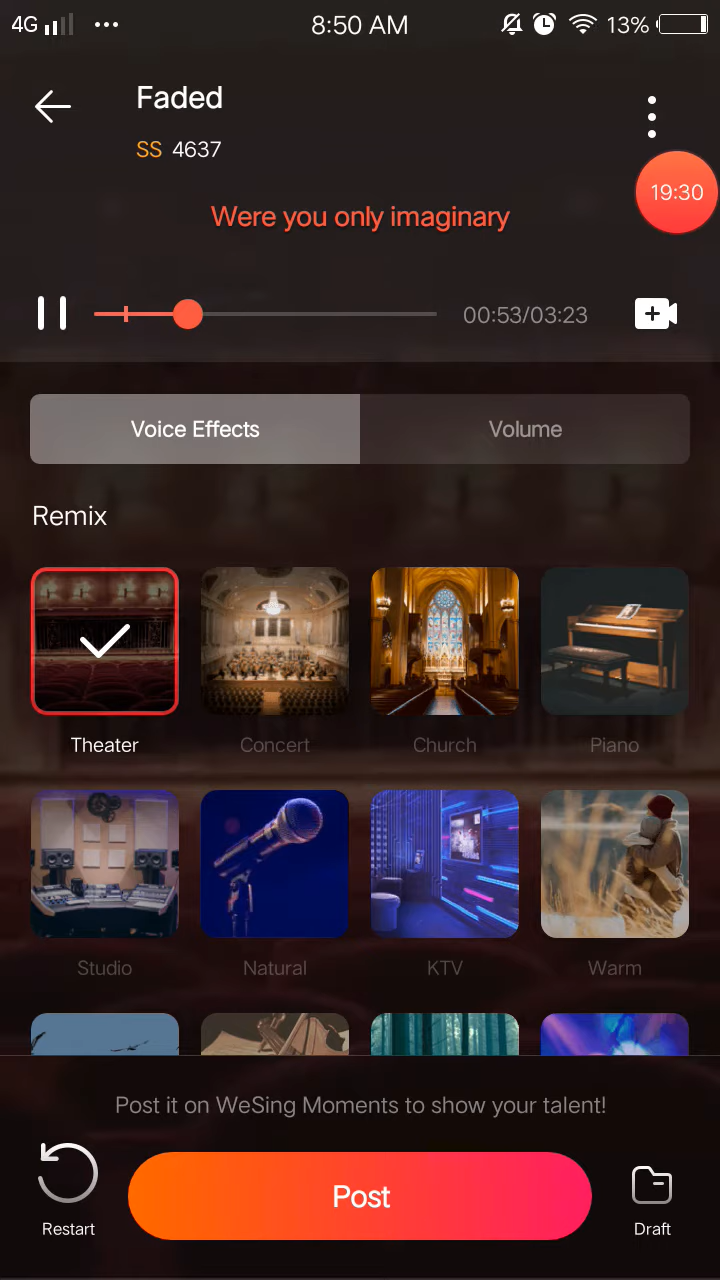 4G 8:50 AM 13%
Faded
SS 4637
19:30
Were you only imaginary
00:53/03:23
Voice Effects Volume
Remix
Theater Concert Church Piano
Studio Natural KTV Warm
Post it on WeSing Moments to show your talent!
Post
Restart Draft